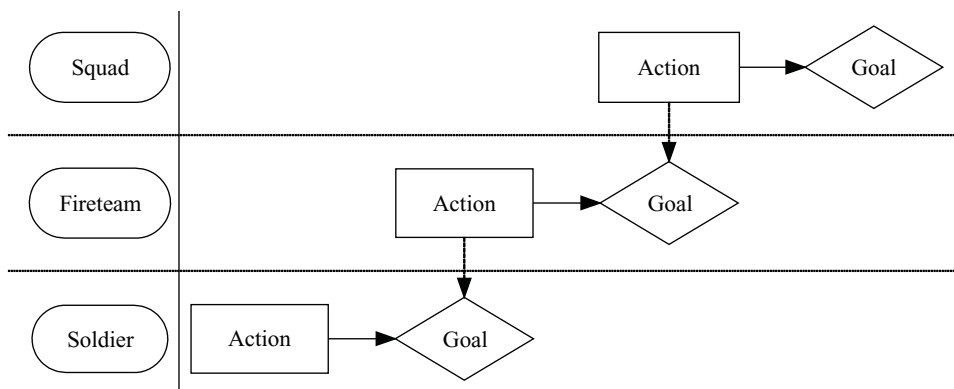 Squad
Action
Goal
Fireteam
Action
Goal
Soldier
Action
Goal